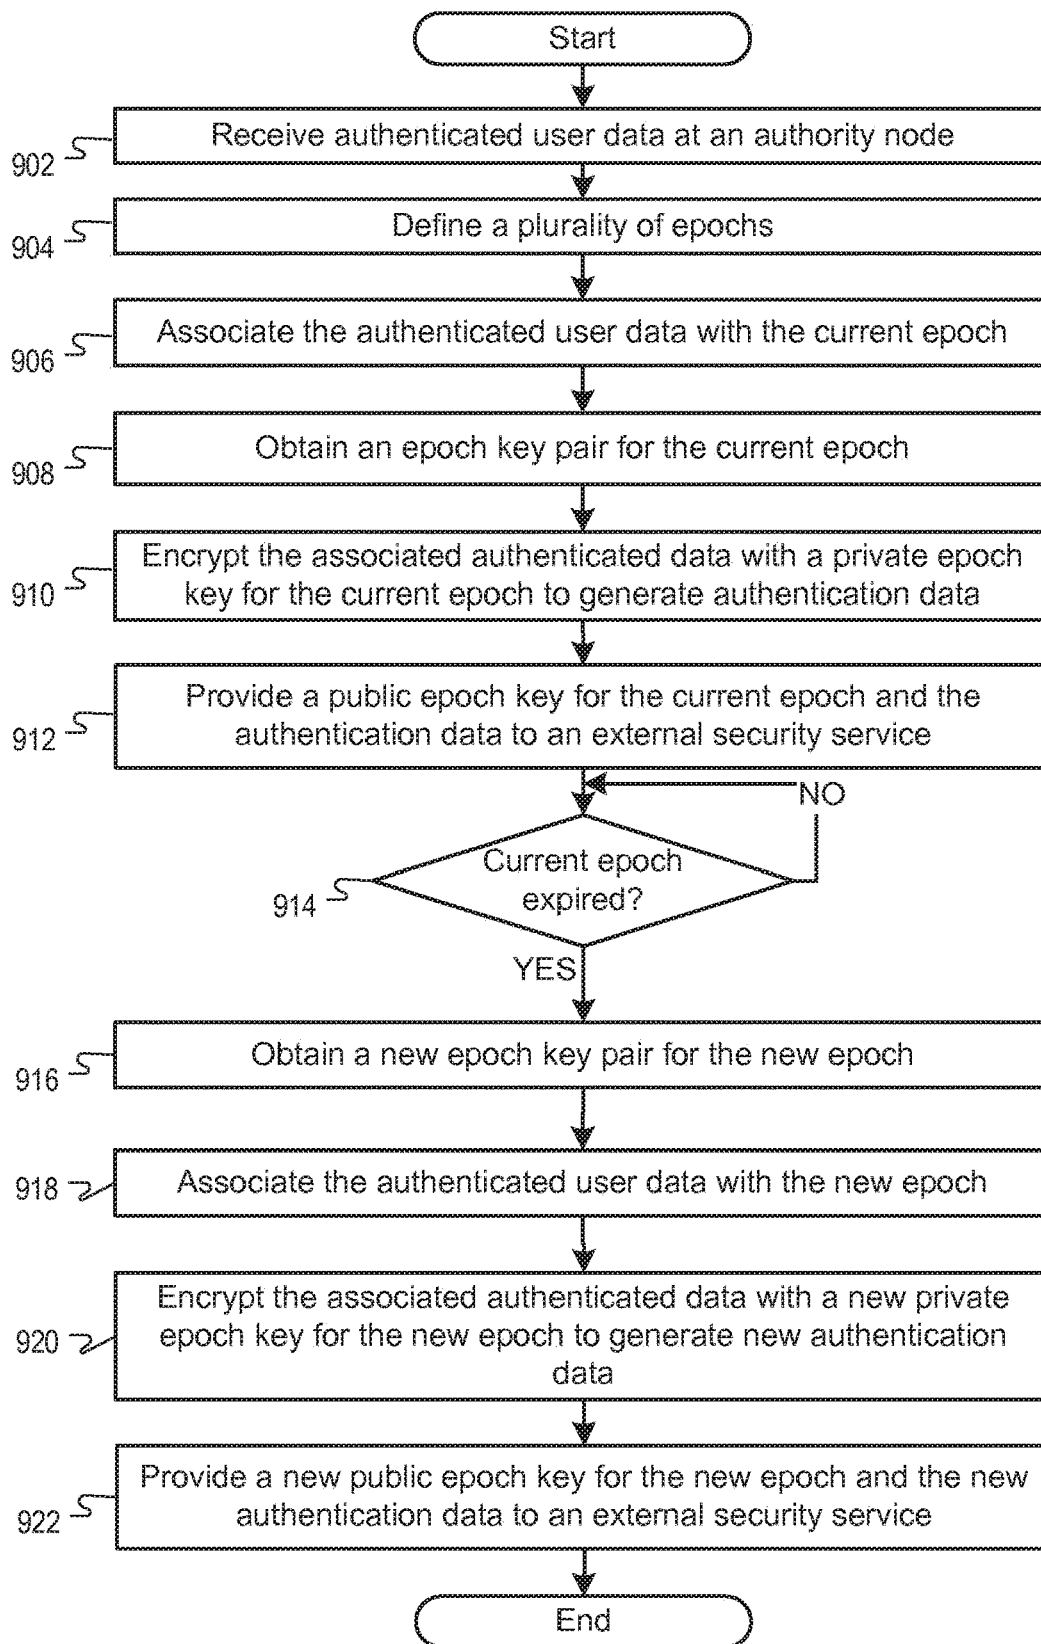 Start
Receive authenticated user data at an authority node
902
Define a plurality of epochs
904
Associate the authenticated user data with the current epoch
906
Obtain an epoch key pair for the current epoch
908
Encrypt the associated authenticated data with a private epoch
key for the current epoch to generate authentication data
910
Provide a public epoch key for the current epoch and the
authentication data to an external security service
912
NO
Current epoch
expired?
914
YES
Obtain a new epoch key pair for the new epoch
916
Associate the authenticated user data with the new epoch
918
Encrypt the associated authenticated data with a new private
epoch key for the new epoch to generate new authentication
data
920
Provide a new public epoch key for the new epoch and the new
authentication data to an external security service
922
End